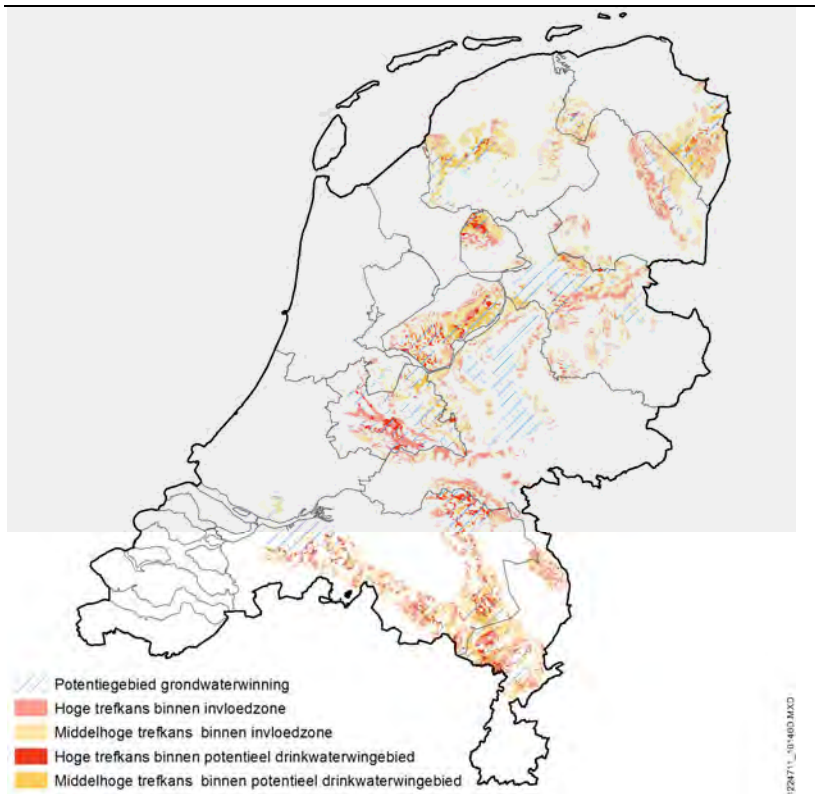 Potentiegebied grondwaterwinning
Hoge trefkans binnen invloedzone
Middelhoge trefkans binnen invloedzone
Hoge trefkans binnen potentieel drinkwaterwingebied
Middelhoge trefkans binnen potentieel drinkwaterwingebied